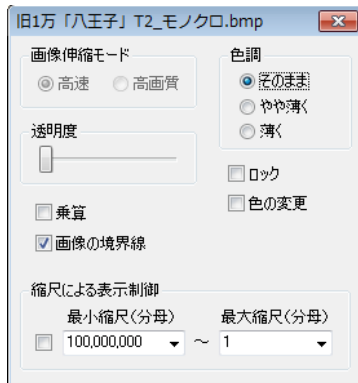 旧1万「八王子」T2_モノクロ.bmp
画像伸縮モード
高速 高画質
色調
そのまま
やや薄く
薄く
透明度
ロック
色の変更
乗算
画像の境界線
縮尺による表示制御
最小縮尺(分母) 最大縮尺(分母)
100,000,000 ～ 1